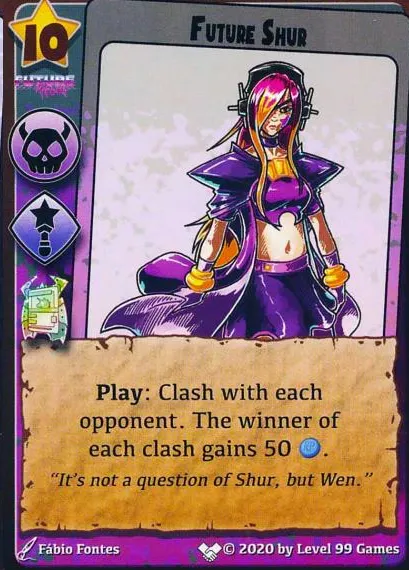 10
Future Shur
FUTURE
Play: Clash with each
opponent. The winner of
each clash gains 50 .
“It’s not a question of Shur, but Wen.”
Fábio Fontes
© 2020 by Level 99 Games